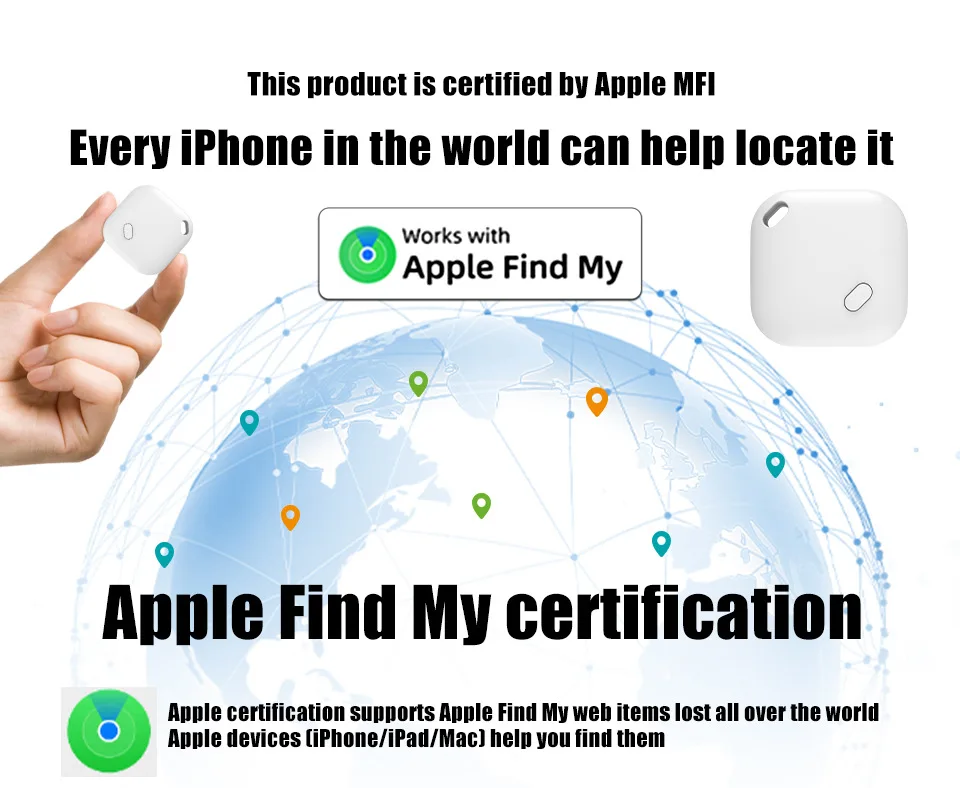 This product is certified by Apple MFI
Every iPhone in the world can help locate it
Works with
Apple Find My
Apple Find My certification
Apple certification supports Apple Find My web items lost all over the world
Apple devices (iPhone/iPad/Mac) help you find them